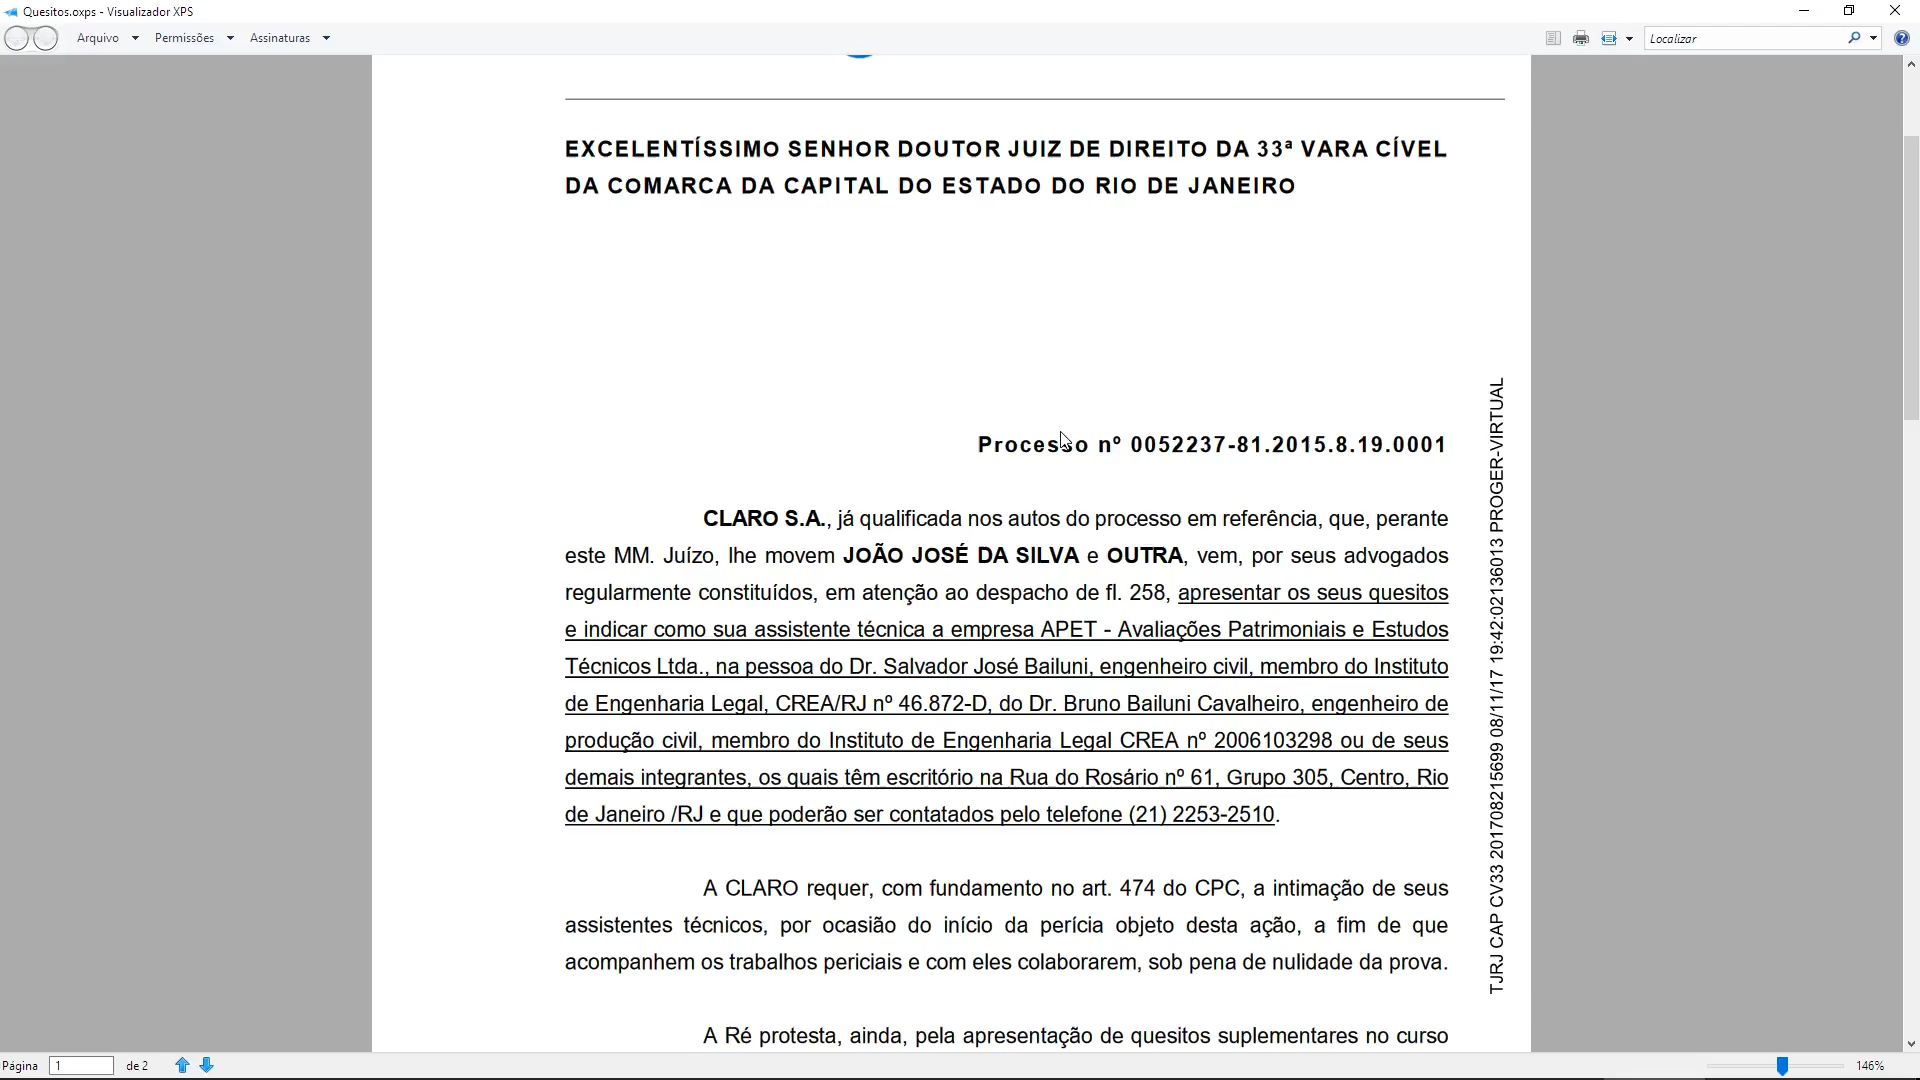 Quesitos.oxps - Visualizador XPS
Arquivo Permissões Assinaturas Localizar
EXCELENTÍSSIMO SENHOR DOUTOR JUIZ DE DIREITO DA 33ª VARA CÍVEL
DA COMARCA DA CAPITAL DO ESTADO DO RIO DE JANEIRO
Processo nº 0052237-81.2015.8.19.0001
CLARO S.A., já qualificada nos autos do processo em referência, que, perante
este MM. Juízo, lhe movem JOÃO JOSÉ DA SILVA e OUTRA, vem, por seus advogados
regularmente constituídos, em atenção ao despacho de fl. 258, apresentar os seus quesitos
e indicar como sua assistente técnica a empresa APET - Avaliações Patrimoniais e Estudos
Técnicos Ltda., na pessoa do Dr. Salvador José Bailuni, engenheiro civil, membro do Instituto
de Engenharia Legal, CREA/RJ nº 46.872-D, do Dr. Bruno Bailuni Cavalheiro, engenheiro de
produção civil, membro do Instituto de Engenharia Legal CREA nº 2006103298 ou de seus
demais integrantes, os quais têm escritório na Rua do Rosário nº 61, Grupo 305, Centro, Rio
de Janeiro /RJ e que poderão ser contatados pelo telefone (21) 2253-2510.
A CLARO requer, com fundamento no art. 474 do CPC, a intimação de seus
assistentes técnicos, por ocasião do início da perícia objeto desta ação, a fim de que
acompanhem os trabalhos periciais e com eles colaborarem, sob pena de nulidade da prova.
A Ré protesta, ainda, pela apresentação de quesitos suplementares no curso
TJRJ CAP CV33 201708215699 08/11/17 19:42:02136013 PROGER-VIRTUAL
Página 1 de 2 146%